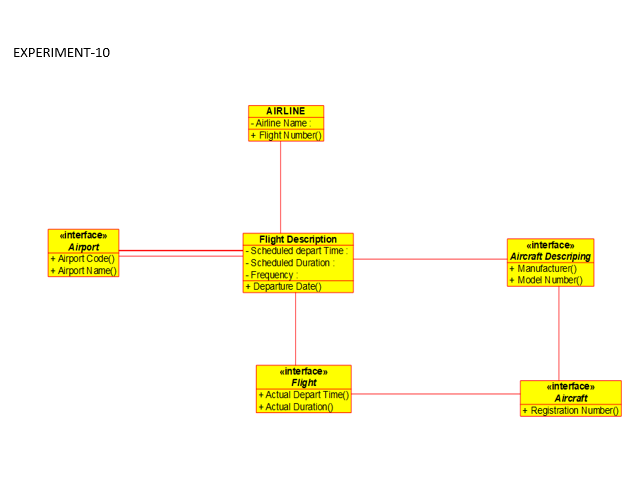 EXPERIMENT-10
AIRLINE
- Airline Name :
+ Flight Number()
«interface»
Airport
+ Airport Code()
+ Airport Name()
Flight Description
- Scheduled depart Time :
- Scheduled Duration :
- Frequency :
+ Departure Date()
«interface»
Aircraft Descriping
+ Manufacturer()
+ Model Number()
«interface»
Flight
+ Actual Depart Time()
+ Actual Duration()
«interface»
Aircraft
+ Registration Number()